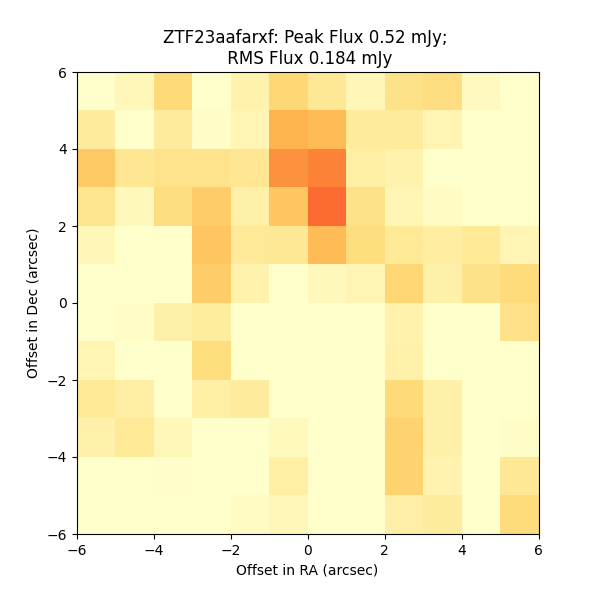 ZTF23aafarxf: Peak Flux 0.52 mJy;
RMS Flux 0.184 mJy
6
4
2
0
−2
−4
−6
Offset in Dec (arcsec)
−6 −4 −2 0 2 4 6
Offset in RA (arcsec)